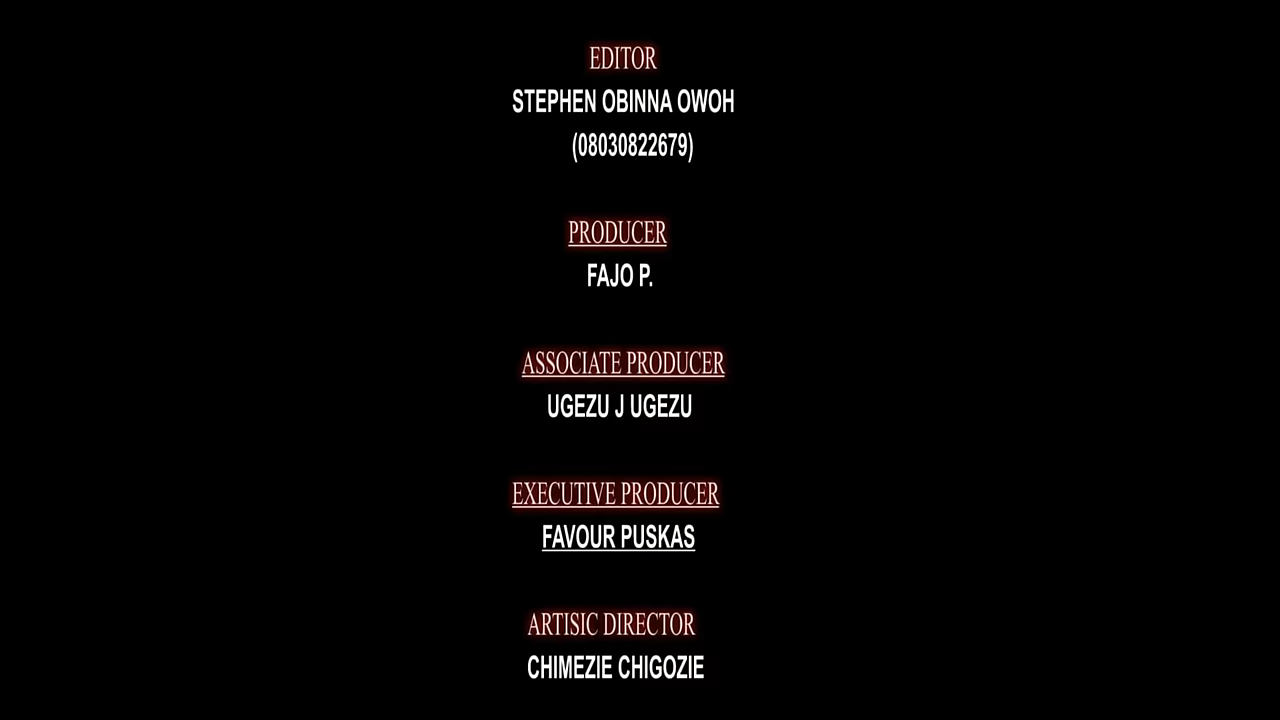 EDITOR
STEPHEN OBINNA OWOH
(08030822679)
PRODUCER
FAJO P.
ASSOCIATE PRODUCER
UGEZU J UGEZU
EXECUTIVE PRODUCER
FAVOUR PUSKAS
ARTISIC DIRECTOR
CHIMEZIE CHIGOZIE